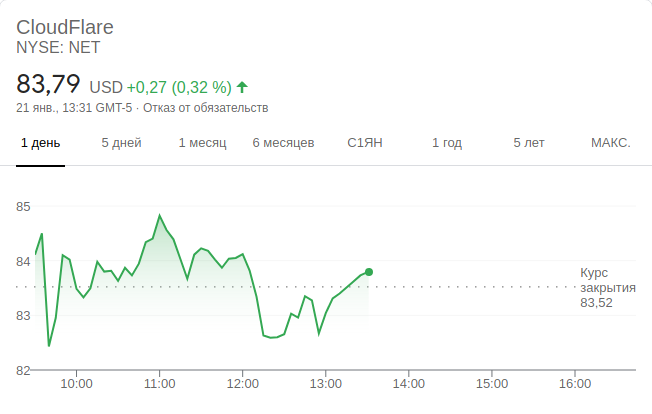 CloudFlare
NYSE: NET
83,79 USD +0,27 (0,32 %)
21 янв., 13:31 GMT-5 · Отказ от обязательств
1 день 5 дней 1 месяц 6 месяцев С1ЯН 1 год 5 лет МАКС.
85
84
Курс
закрытия
83,52
83
82
10:00 11:00 12:00 13:00 14:00 15:00 16:00